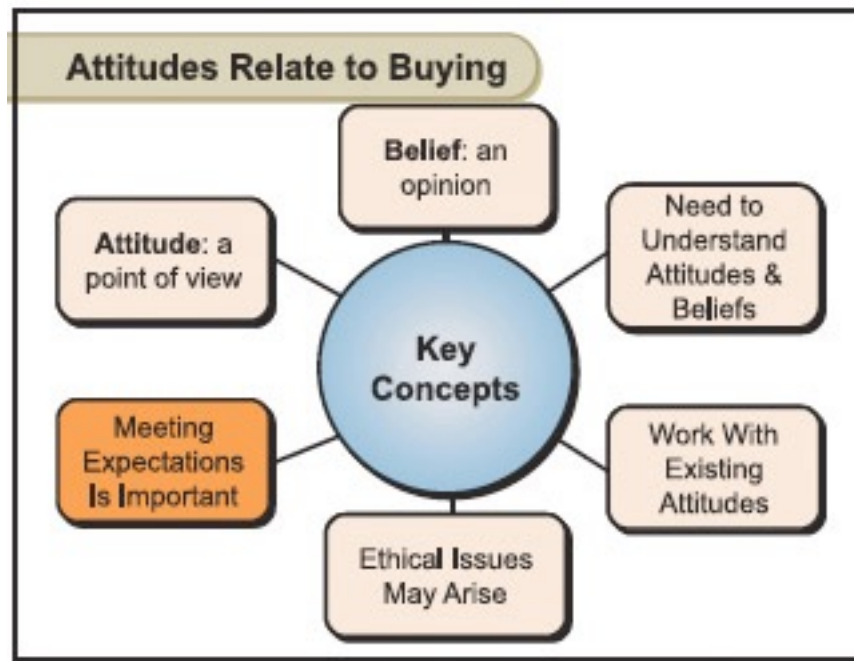 Attitudes Relate to Buying
Belief: an
opinion
Attitude: a
point of view
Need to
Understand
Attitudes &
Beliefs
Key
Concepts
Meeting
Expectations
Is Important
Work With
Existing
Attitudes
Ethical Issues
May Arise